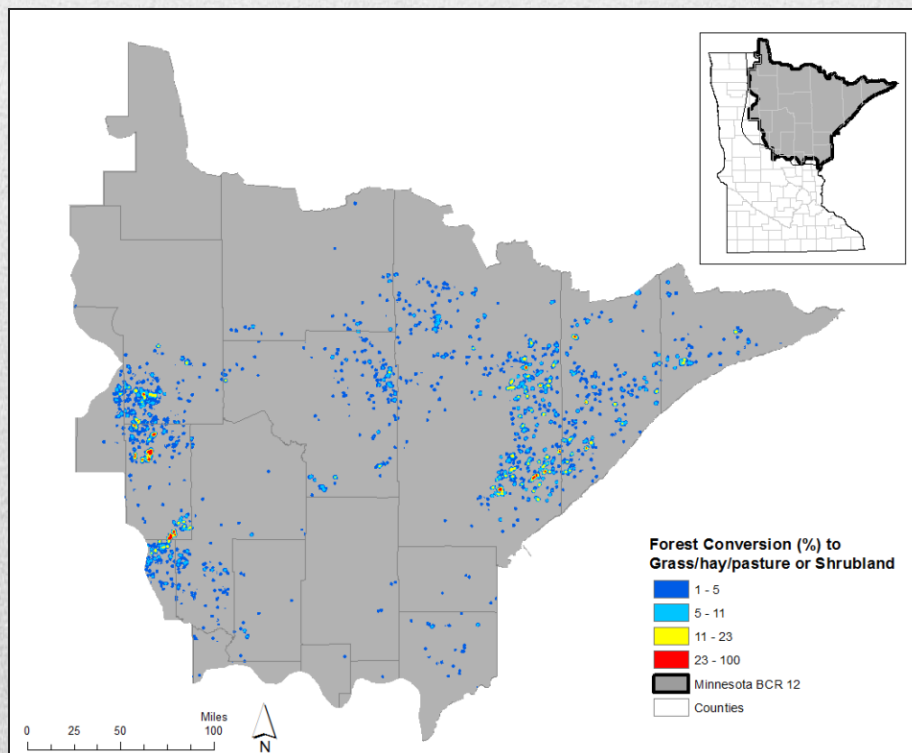 Forest Conversion (%) to
Grass/hay/pasture or Shrubland
1 - 5
5 - 11
11 - 23
23 - 100
Minnesota BCR 12
Counties
Miles
0 25 50 100
N